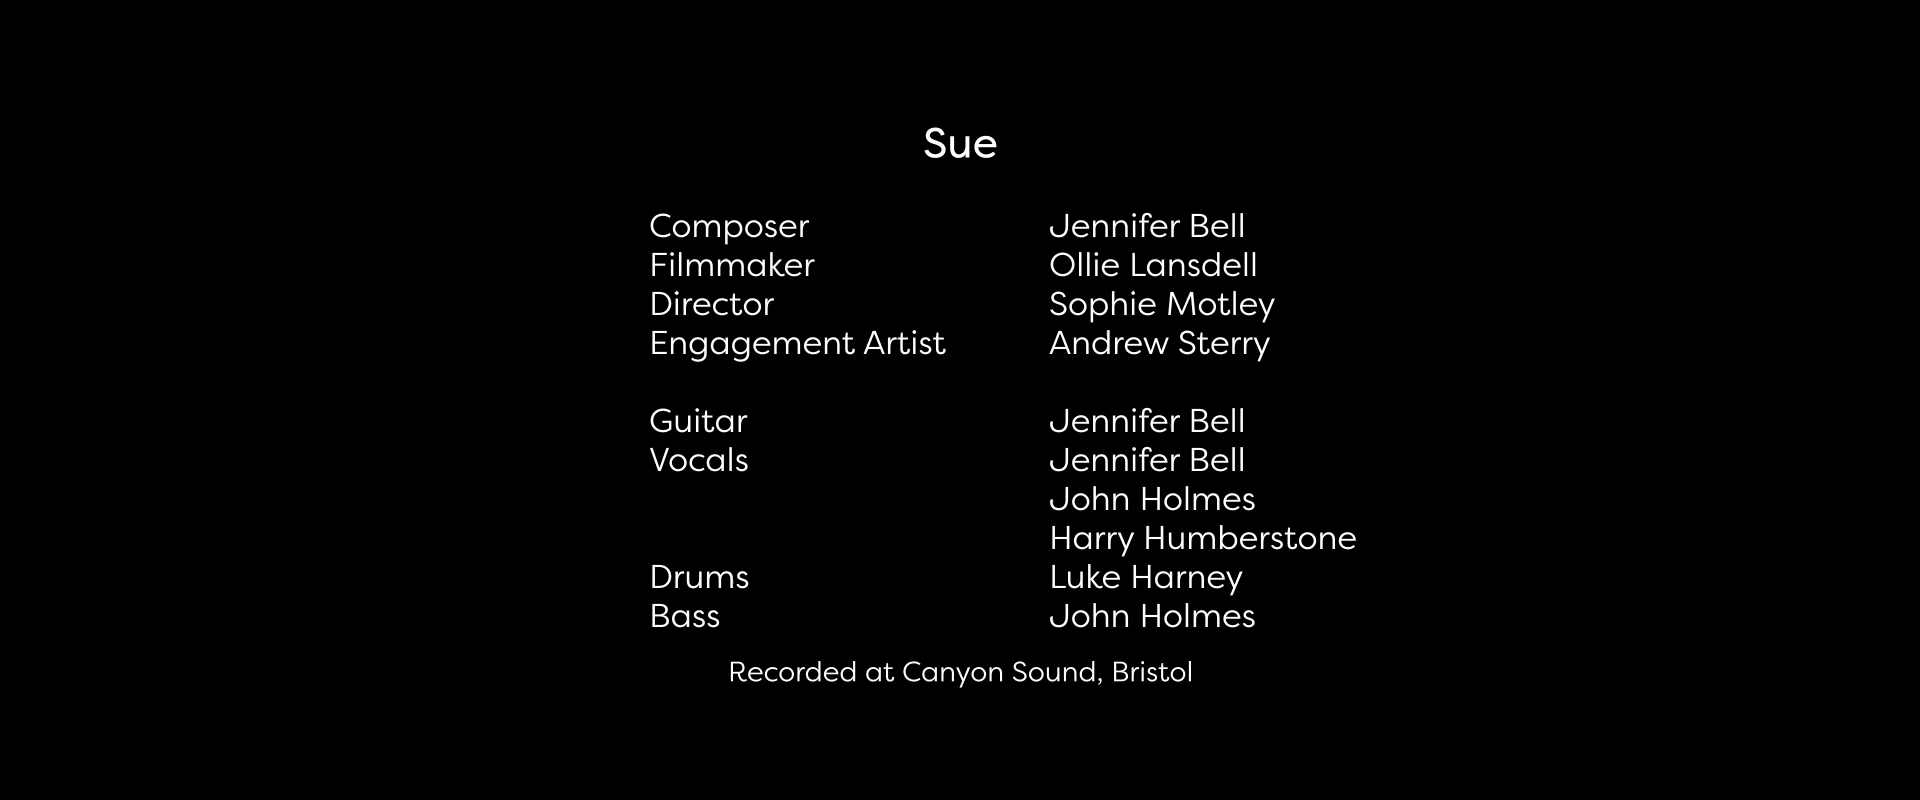 Sue
Composer Jennifer Bell
Filmmaker Ollie Lansdell
Director Sophie Motley
Engagement Artist Andrew Sterry
Guitar Jennifer Bell
Vocals Jennifer Bell
John Holmes
Harry Humberstone
Drums Luke Harney
Bass John Holmes
Recorded at Canyon Sound, Bristol